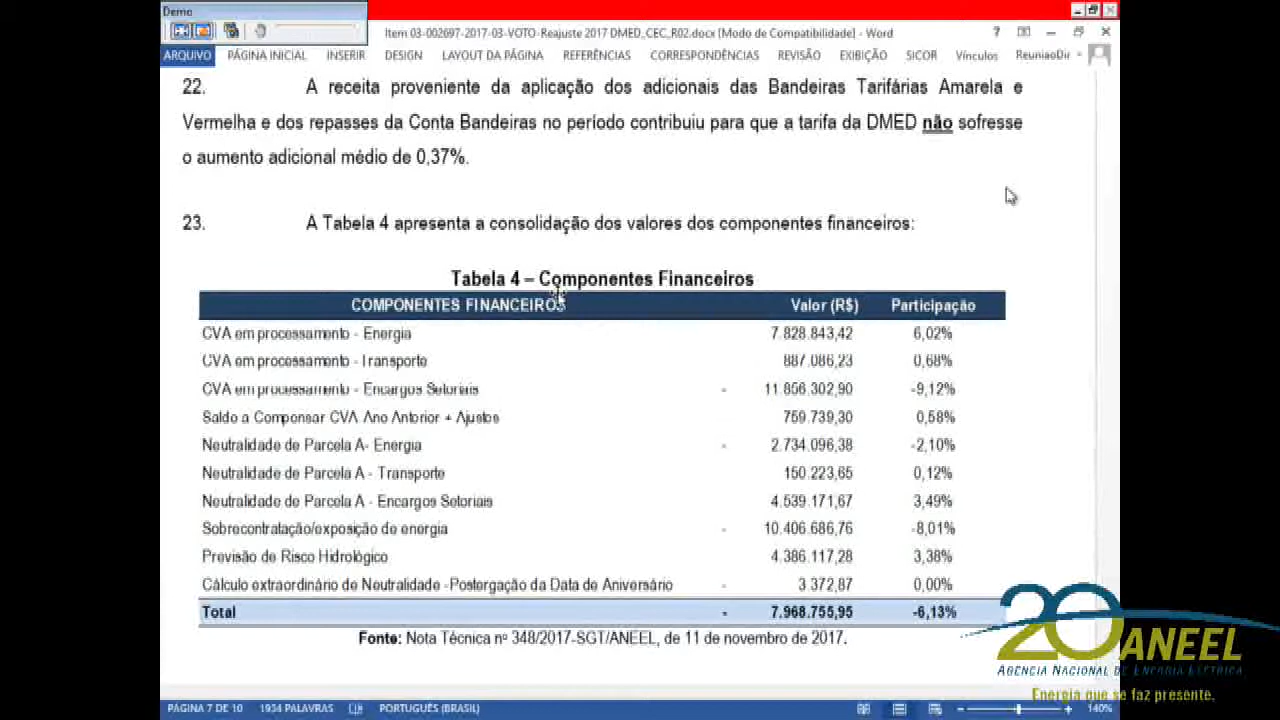 Demo
Item 03-002697-2017-03-VOTO-Reajuste 2017 DMED_CEC_R02.docx [Modo de Compatibilidade] - Word
ARQUIVO PÁGINA INICIAL INSERIR DESIGN LAYOUT DA PÁGINA REFERÊNCIAS CORRESPONDÊNCIAS REVISÃO EXIBIÇÃO SICOR Vínculos ReuniaoDir
22. A receita proveniente da aplicação dos adicionais das Bandeiras Tarifárias Amarela e
Vermelha e dos repasses da Conta Bandeiras no período contribuiu para que a tarifa da DMED não sofresse
o aumento adicional médio de 0,37%.
23. A Tabela 4 apresenta a consolidação dos valores dos componentes financeiros:
Tabela 4 – Componentes Financeiros
COMPONENTES FINANCEIROS Valor (R$) Participação
CVA em processamento - Energia 7.828.843,42 6,02%
CVA em processamento - Transporte 887.086,23 0,68%
CVA em processamento - Encargos Setoriais - 11.856.302,90 -9,12%
Saldo a Compensar CVA Ano Anterior + Ajustes 759.739,30 0,58%
Neutralidade de Parcela A- Energia - 2.734.096,38 -2,10%
Neutralidade de Parcela A - Transporte 150.223,65 0,12%
Neutralidade de Parcela A - Encargos Setoriais 4.539.171,67 3,49%
Sobrecontratação/exposição de energia - 10.406.686,76 -8,01%
Previsão de Risco Hidrológico 4.386.117,28 3,38%
Cálculo extraordinário de Neutralidade -Postergação da Data de Aniversário - 3.372,87 0,00%
Total - 7.968.755,95 -6,13%
Fonte: Nota Técnica nº 348/2017-SGT/ANEEL, de 11 de novembro de 2017.
20 ANEEL
AGÊNCIA NACIONAL DE ENERGIA ELÉTRICA
Energia que se faz presente.
PÁGINA 7 DE 10 1934 PALAVRAS PORTUGUÊS (BRASIL) 140%